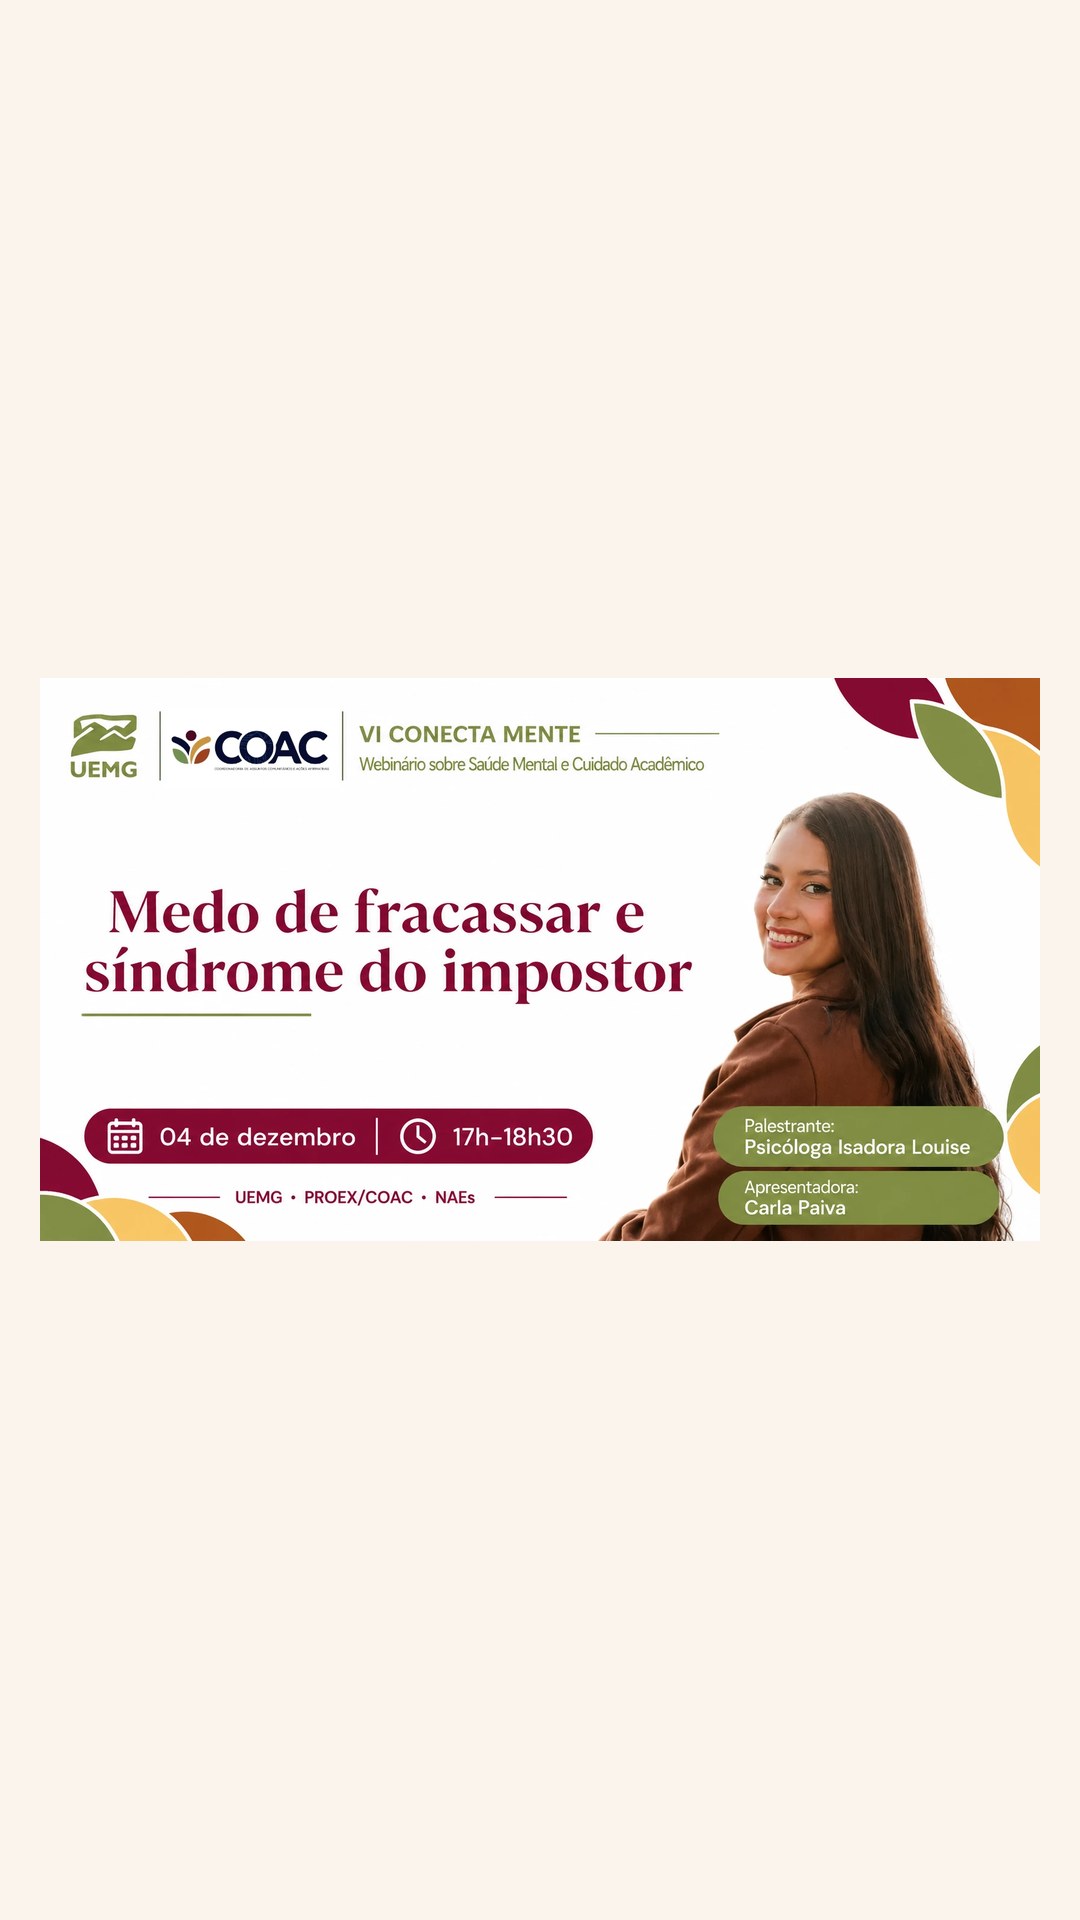 UEMG
COAC
VI CONECTA MENTE
Webinário sobre Saúde Mental e Cuidado Acadêmico
Medo de fracassar e
síndrome do impostor
04 de dezembro
17h-18h30
UEMG • PROEX/COAC • NAEs
Palestrante:
Psicóloga Isadora Louise
Apresentadora:
Carla Paiva